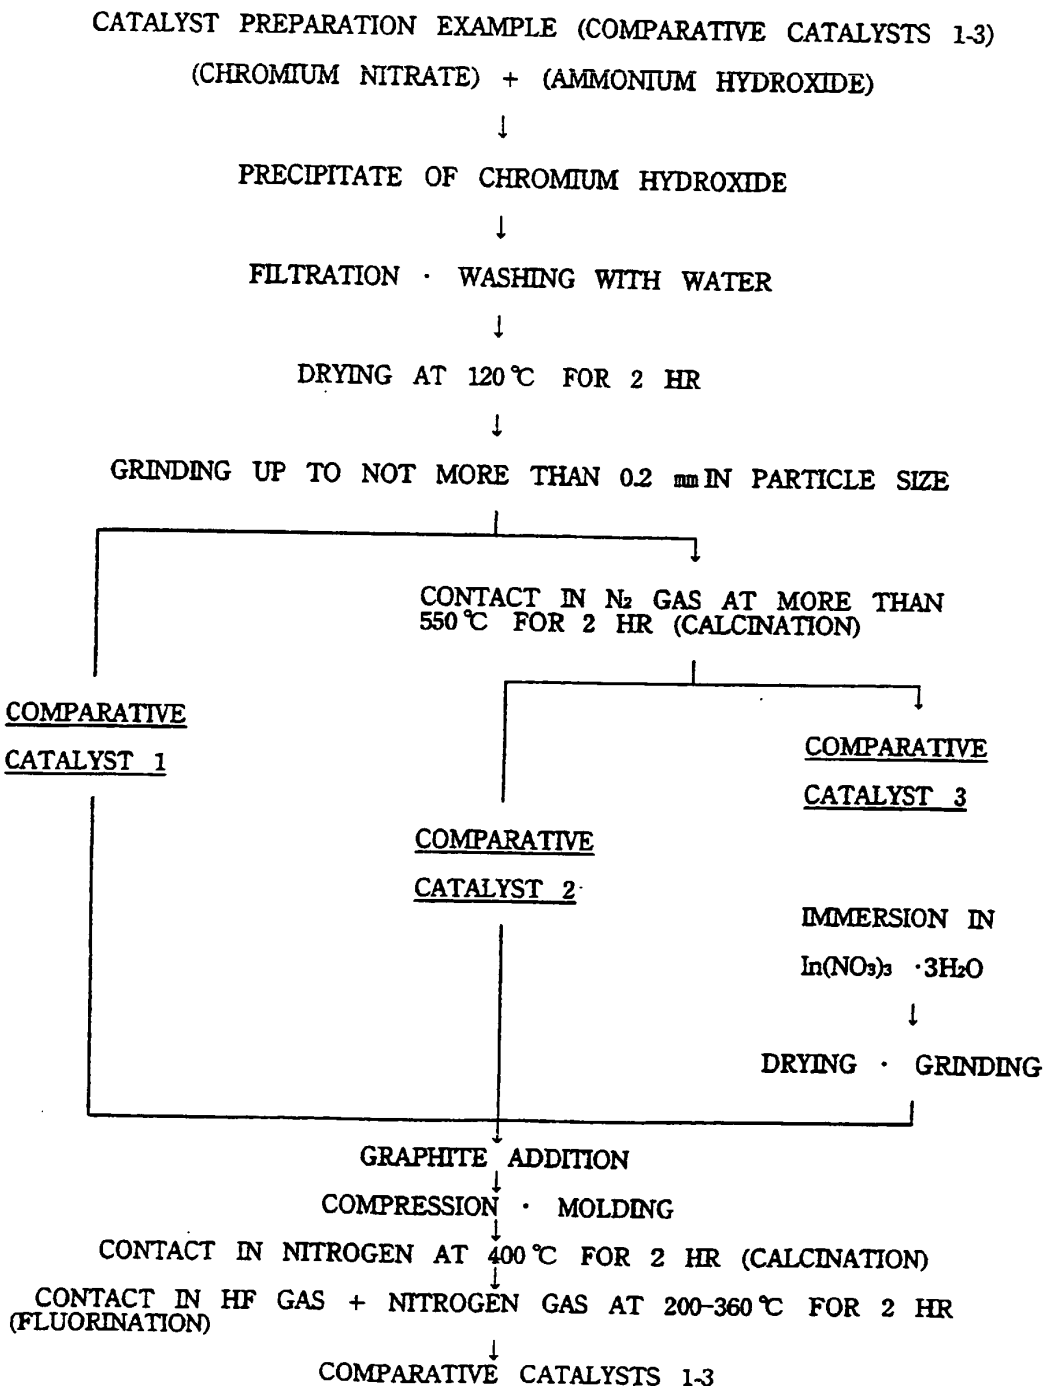 CATALYST PREPARATION EXAMPLE (COMPARATIVE CATALYSTS 1-3)
(CHROMIUM NITRATE) + (AMMONIUM HYDROXIDE)
↓
PRECIPITATE OF CHROMIUM HYDROXIDE
↓
FILTRATION · WASHING WITH WATER
↓
DRYING AT 120℃ FOR 2 HR
↓
GRINDING UP TO NOT MORE THAN 0.2 ㎜ IN PARTICLE SIZE
CONTACT IN N₂ GAS AT MORE THAN
550℃ FOR 2 HR (CALCINATION)
COMPARATIVE
CATALYST 1
COMPARATIVE
CATALYST 3
COMPARATIVE
CATALYST 2
IMMERSION IN
In(NO₃)₃ ·3H₂O
↓
DRYING · GRINDING
GRAPHITE ADDITION
↓
COMPRESSION · MOLDING
↓
CONTACT IN NITROGEN AT 400℃ FOR 2 HR (CALCINATION)
↓
CONTACT IN HF GAS + NITROGEN GAS AT 200-360℃ FOR 2 HR
(FLUORINATION)
↓
COMPARATIVE CATALYSTS 1-3